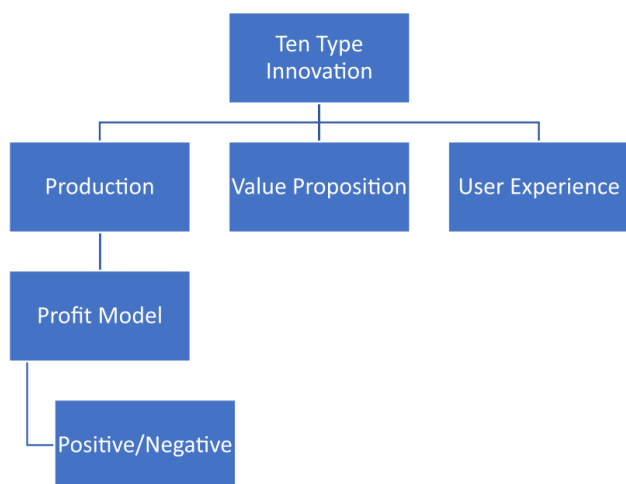 Ten Type
Innovation
Production
Value Proposition
User Experience
Profit Model
Positive/Negative